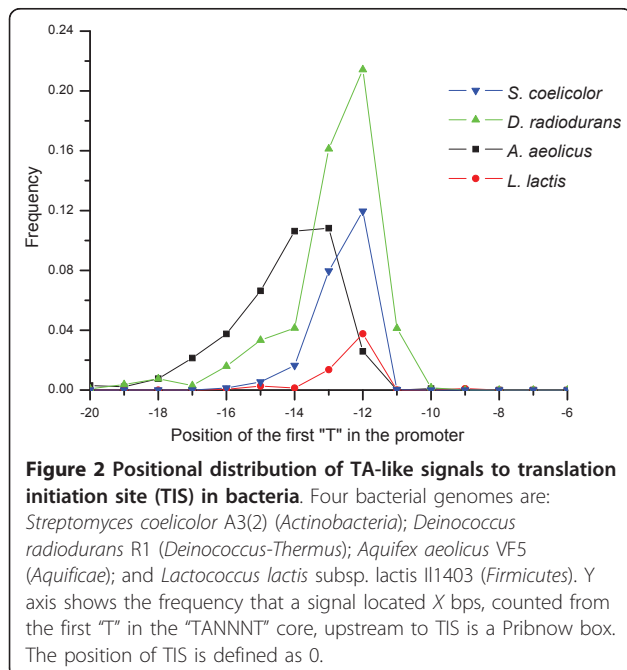 0.24
0.20
0.16
0.12
0.08
0.04
0.00
Frequency
S. coelicolor
D. radiodurans
A. aeolicus
L. lactis
-20 -18 -16 -14 -12 -10 -8 -6
Position of the first "T" in the promoter
Figure 2 Positional distribution of TA-like signals to translation
initiation site (TIS) in bacteria. Four bacterial genomes are:
Streptomyces coelicolor A3(2) (Actinobacteria); Deinococcus
radiodurans R1 (Deinococcus-Thermus); Aquifex aeolicus VF5
(Aquificae); and Lactococcus lactis subsp. lactis Il1403 (Firmicutes). Y
axis shows the frequency that a signal located X bps, counted from
the first "T" in the "TANNNT" core, upstream to TIS is a Pribnow box.
The position of TIS is defined as 0.